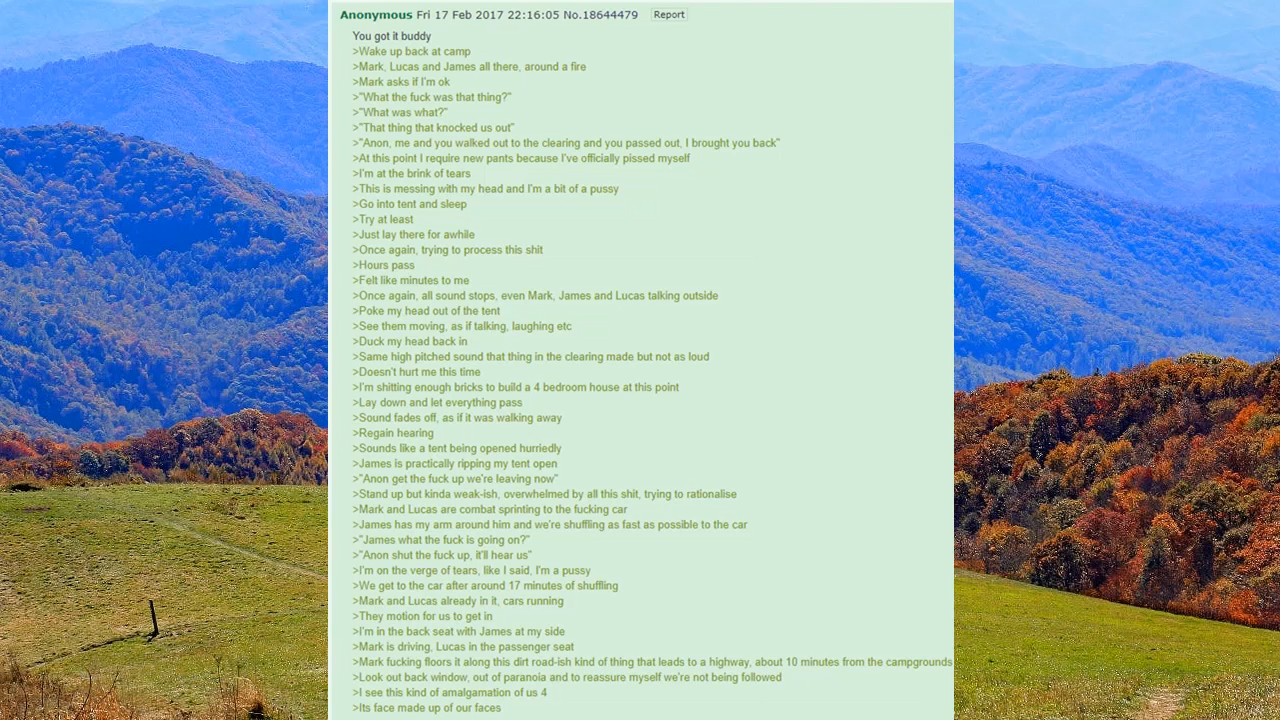 Anonymous Fri 17 Feb 2017 22:16:05 No.18644479 Report
You got it buddy
>Wake up back at camp
>Mark, Lucas and James all there, around a fire
>Mark asks if I'm ok
>"What the fuck was that thing?"
>"What was what?"
>"That thing that knocked us out"
>"Anon, me and you walked out to the clearing and you passed out, I brought you back"
>At this point I require new pants because I've officially pissed myself
>I'm at the brink of tears
>This is messing with my head and I'm a bit of a pussy
>Go into tent and sleep
>Try at least
>Just lay there for awhile
>Once again, trying to process this shit
>Hours pass
>Felt like minutes to me
>Once again, all sound stops, even Mark, James and Lucas talking outside
>Poke my head out of the tent
>See them moving, as if talking, laughing etc
>Duck my head back in
>Same high pitched sound that thing in the clearing made but not as loud
>Doesn't hurt me this time
>I'm shitting enough bricks to build a 4 bedroom house at this point
>Lay down and let everything pass
>Sound fades off, as if it was walking away
>Regain hearing
>Sounds like a tent being opened hurriedly
>James is practically ripping my tent open
>"Anon get the fuck up we're leaving now"
>Stand up but kinda weak-ish, overwhelmed by all this shit, trying to rationalise
>Mark and Lucas are combat sprinting to the fucking car
>James has my arm around him and we're shuffling as fast as possible to the car
>"James what the fuck is going on?"
>"Anon shut the fuck up, it'll hear us"
>I'm on the verge of tears, like I said, I'm a pussy
>We get to the car after around 17 minutes of shuffling
>Mark and Lucas already in it, cars running
>They motion for us to get in
>I'm in the back seat with James at my side
>Mark is driving, Lucas in the passenger seat
>Mark fucking floors it along this dirt road-ish kind of thing that leads to a highway, about 10 minutes from the campgrounds
>Look out back window, out of paranoia and to reassure myself we're not being followed
>I see this kind of amalgamation of us 4
>Its face made up of our faces